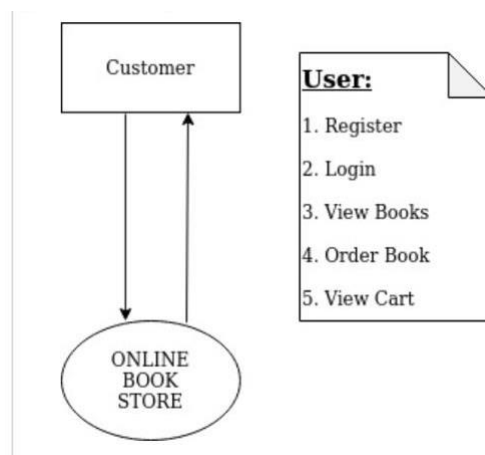 Customer
User:
1. Register
2. Login
3. View Books
4. Order Book
5. View Cart
ONLINE
BOOK
STORE